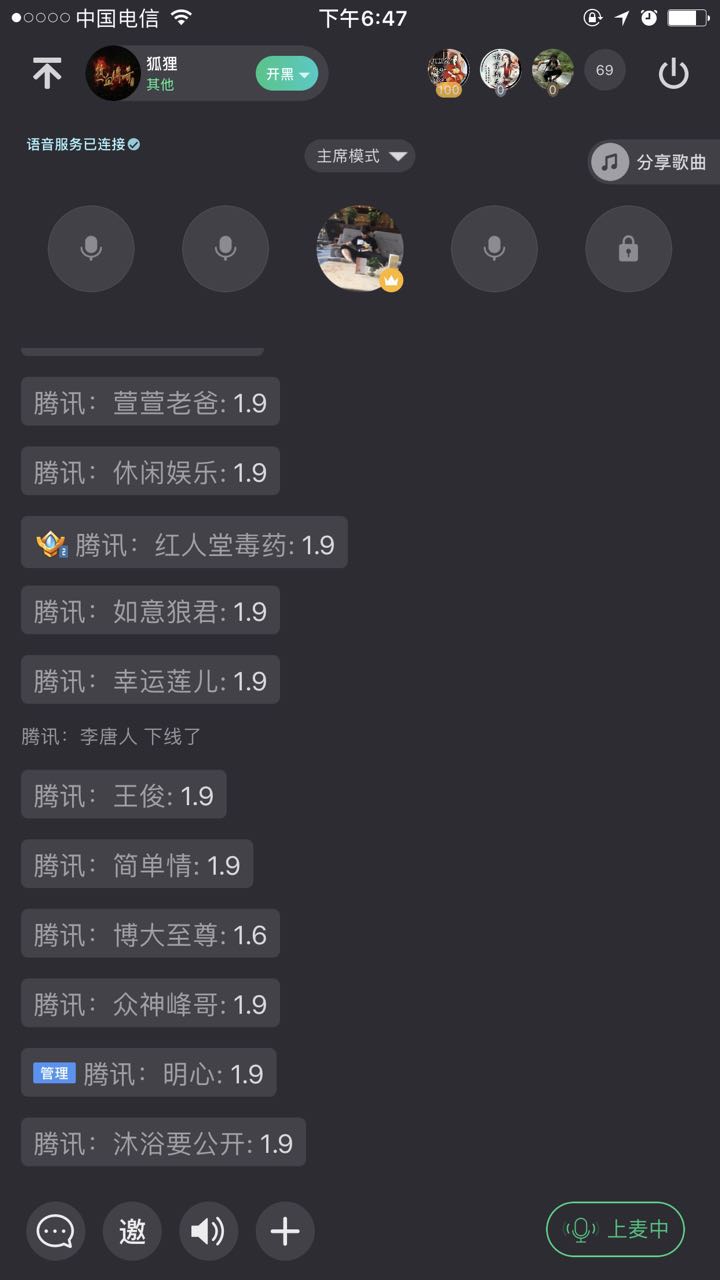 中国电信
下午6:47
狐狸
其他
开黑
100
0
0
69
语音服务已连接
主席模式
分享歌曲
腾讯：萱萱老爸: 1.9
腾讯：休闲娱乐: 1.9
2 腾讯：红人堂毒药: 1.9
腾讯：如意狼君: 1.9
腾讯：幸运莲儿: 1.9
腾讯：李唐人 下线了
腾讯：王俊: 1.9
腾讯：简单情: 1.9
腾讯：博大至尊: 1.6
腾讯：众神峰哥: 1.9
管理 腾讯：明心: 1.9
腾讯：沐浴要公开: 1.9
邀
上麦中